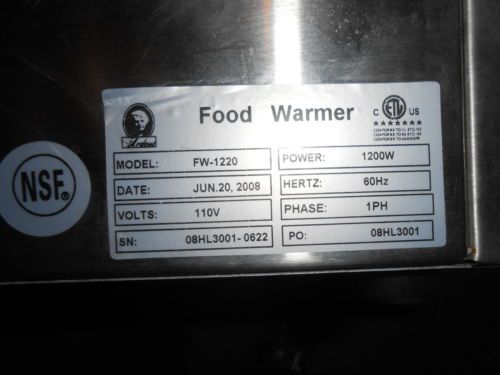 Food Warmer
C ETL US
MODEL: FW-1220
POWER: 1200W
DATE: JUN.20, 2008
HERTZ: 60Hz
VOLTS: 110V
PHASE: 1PH
SN: 08HL3001-0622
PO: 08HL3001
NSF®